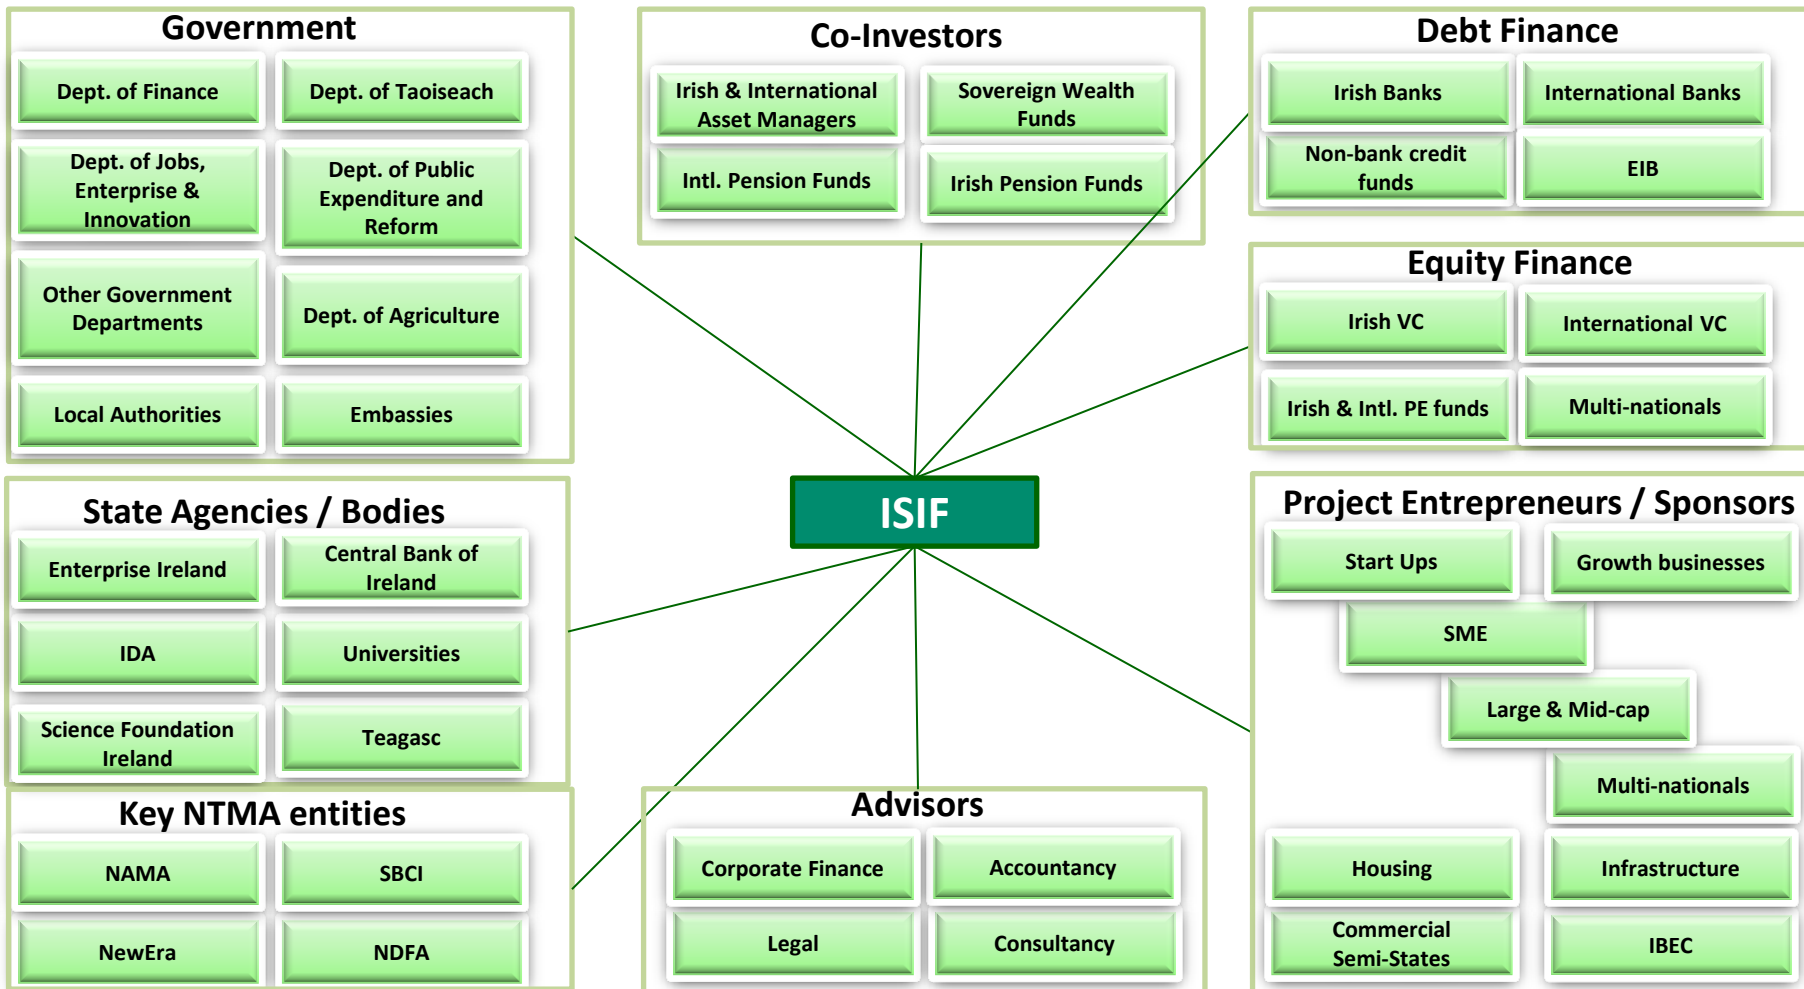 Government
Dept. of Finance
Dept. of Taoiseach
Dept. of Jobs,
Enterprise &
Innovation
Dept. of Public
Expenditure and
Reform
Other Government
Departments
Dept. of Agriculture
Local Authorities
Embassies
Co-Investors
Irish & International
Asset Managers
Sovereign Wealth
Funds
Intl. Pension Funds
Irish Pension Funds
Debt Finance
Irish Banks
International Banks
Non-bank credit
funds
EIB
Equity Finance
Irish VC
International VC
Irish & Intl. PE funds
Multi-nationals
ISIF
State Agencies / Bodies
Enterprise Ireland
Central Bank of
Ireland
IDA
Universities
Science Foundation
Ireland
Teagasc
Key NTMA entities
NAMA
SBCI
NewEra
NDFA
Advisors
Corporate Finance
Accountancy
Legal
Consultancy
Project Entrepreneurs / Sponsors
Start Ups
Growth businesses
SME
Large & Mid-cap
Multi-nationals
Housing
Infrastructure
Commercial
Semi-States
IBEC